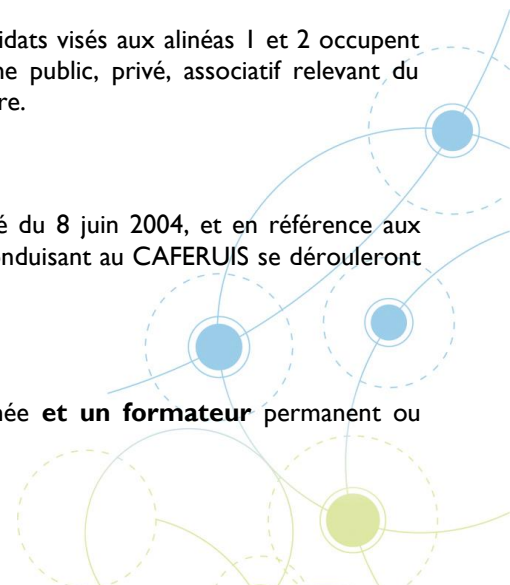 idats visés aux alinéas 1 et 2 occupent
ne public, privé, associatif relevant du
re.
é du 8 juin 2004, et en référence aux
onduisant au CAFERUIS se dérouleront
née et un formateur permanent ou